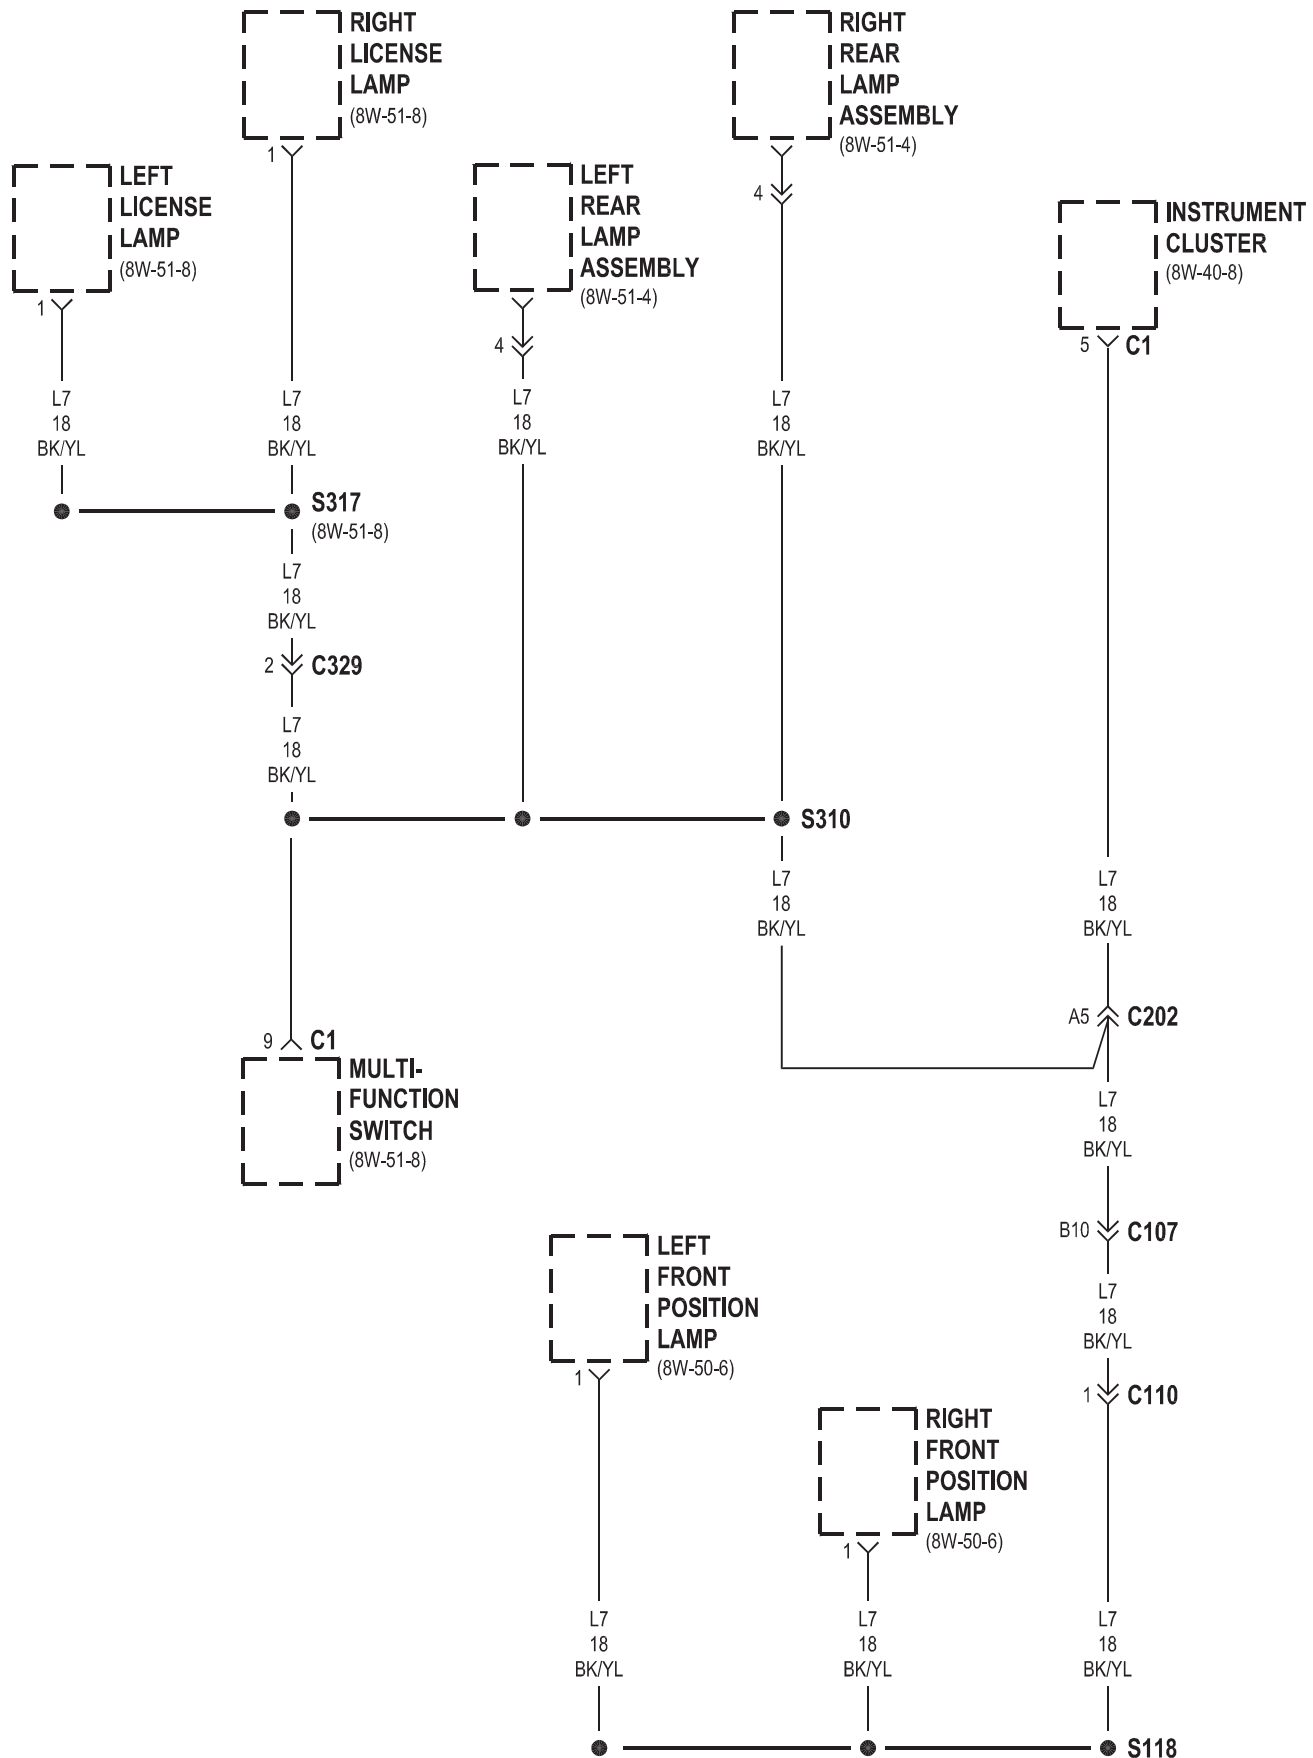 RIGHT
LICENSE
LAMP
(8W-51-8)
1
RIGHT
REAR
LAMP
ASSEMBLY
(8W-51-4)
4
LEFT
LICENSE
LAMP
(8W-51-8)
1
LEFT
REAR
LAMP
ASSEMBLY
(8W-51-4)
4
INSTRUMENT
CLUSTER
(8W-40-8)
5 C1
L7
18
BK/YL
L7
18
BK/YL
L7
18
BK/YL
L7
18
BK/YL
S317
(8W-51-8)
L7
18
BK/YL
2 C329
L7
18
BK/YL
S310
L7
18
BK/YL
L7
18
BK/YL
A5 C202
9 C1
MULTI-
FUNCTION
SWITCH
(8W-51-8)
L7
18
BK/YL
B10 C107
L7
18
BK/YL
1 C110
LEFT
FRONT
POSITION
LAMP
(8W-50-6)
1
RIGHT
FRONT
POSITION
LAMP
(8W-50-6)
1
L7
18
BK/YL
L7
18
BK/YL
L7
18
BK/YL
S118